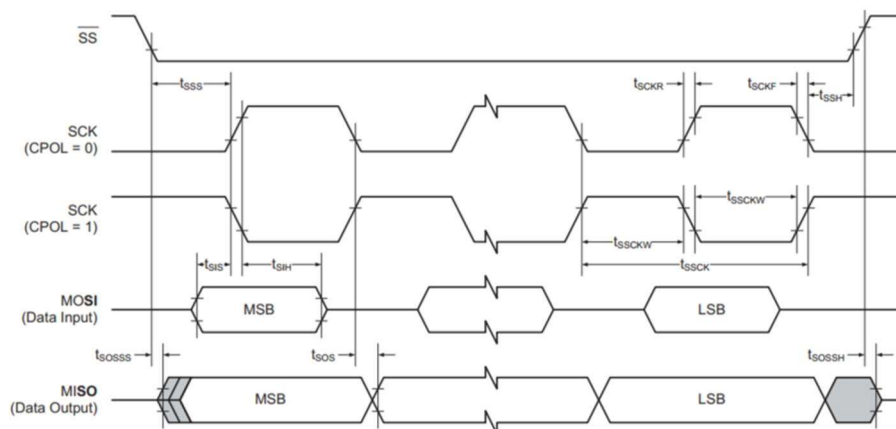 SS
tSSS
tSCKR
tSCKF
tSSH
SCK
(CPOL = 0)
SCK
(CPOL = 1)
tSSCKW
tSSCKW
tSSCK
tSIS
tSIH
MOSI
(Data Input)
MSB
LSB
tSOSSS
tSOS
tSOSSH
MISO
(Data Output)
MSB
LSB